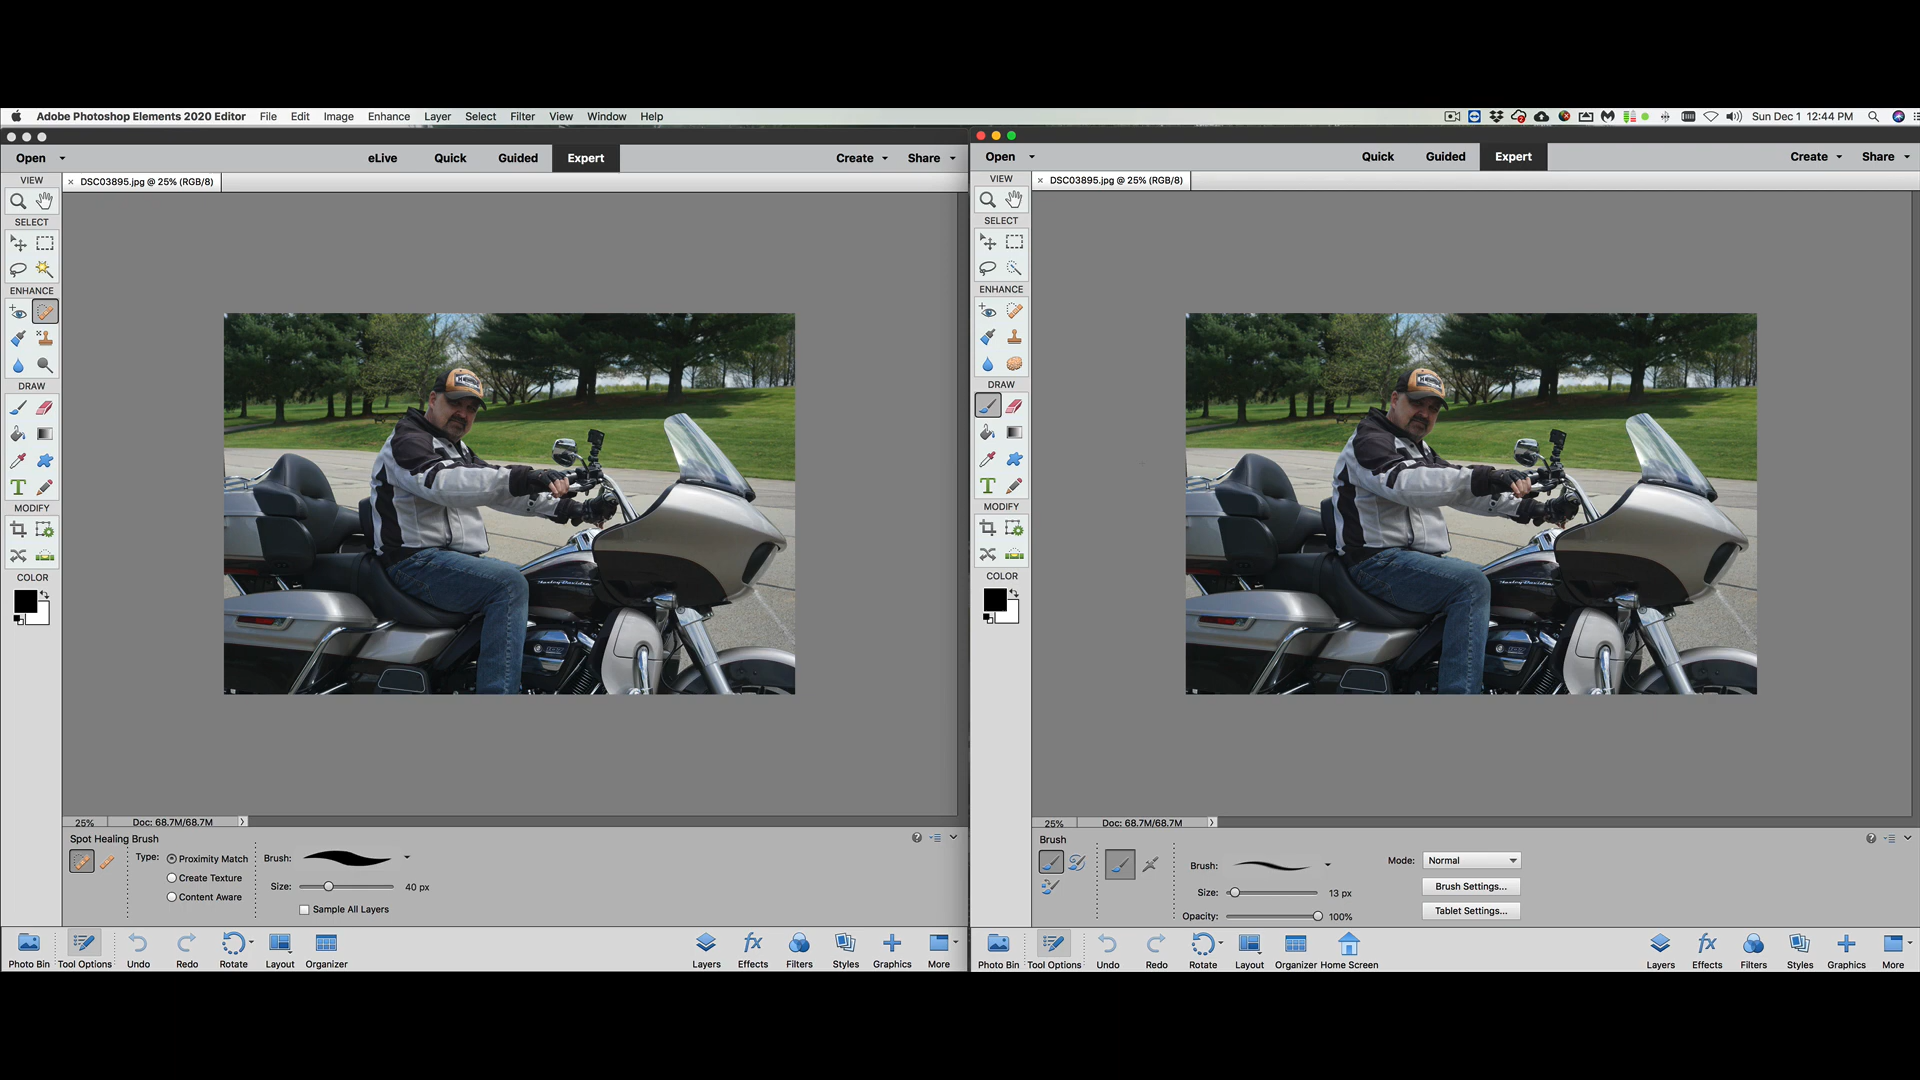 Adobe Photoshop Elements 2020 Editor File Edit Image Enhance Layer Select Filter View Window Help Sun Dec 1 12:44 PM
Open eLive Quick Guided Expert Create Share
VIEW
DSC03895.jpg @ 25% (RGB/8)
SELECT
ENHANCE
DRAW
T
MODIFY
COLOR
Harley-Davidson
25% Doc: 68.7M/68.7M
Spot Healing Brush
Type: Proximity Match
Create Texture
Content Aware
Brush:
Size: 40 px
Sample All Layers
Photo Bin Tool Options Undo Redo Rotate Layout Organizer Layers Effects Filters Styles Graphics More
Open Quick Guided Expert Create Share
VIEW
DSC03895.jpg @ 25% (RGB/8)
SELECT
ENHANCE
DRAW
T
MODIFY
COLOR
Harley-Davidson
25% Doc: 68.7M/68.7M
Brush
Brush:
Size: 13 px
Opacity: 100%
Mode: Normal
Brush Settings...
Tablet Settings...
Photo Bin Tool Options Undo Redo Rotate Layout Organizer Home Screen Layers Effects Filters Styles Graphics More